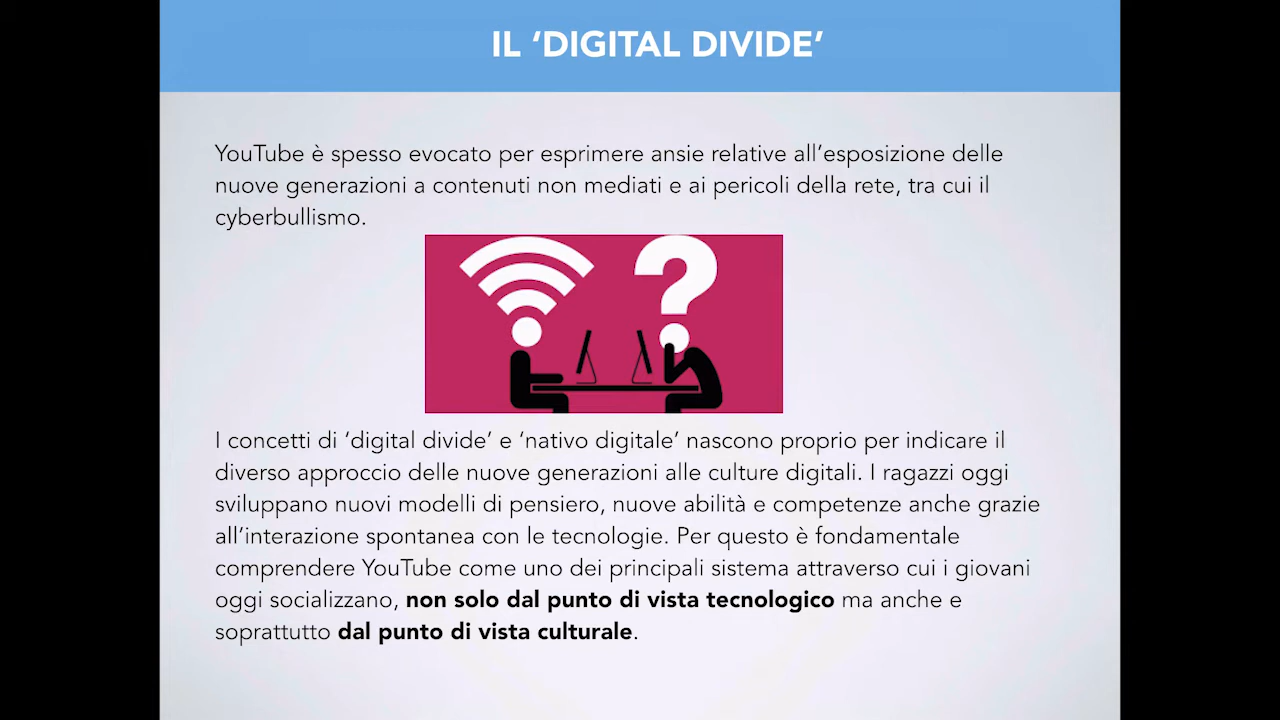 IL ‘DIGITAL DIVIDE’
YouTube è spesso evocato per esprimere ansie relative all’esposizione delle
nuove generazioni a contenuti non mediati e ai pericoli della rete, tra cui il
cyberbullismo.
I concetti di ‘digital divide’ e ‘nativo digitale’ nascono proprio per indicare il
diverso approccio delle nuove generazioni alle culture digitali. I ragazzi oggi
sviluppano nuovi modelli di pensiero, nuove abilità e competenze anche grazie
all’interazione spontanea con le tecnologie. Per questo è fondamentale
comprendere YouTube come uno dei principali sistema attraverso cui i giovani
oggi socializzano, non solo dal punto di vista tecnologico ma anche e
soprattutto dal punto di vista culturale.